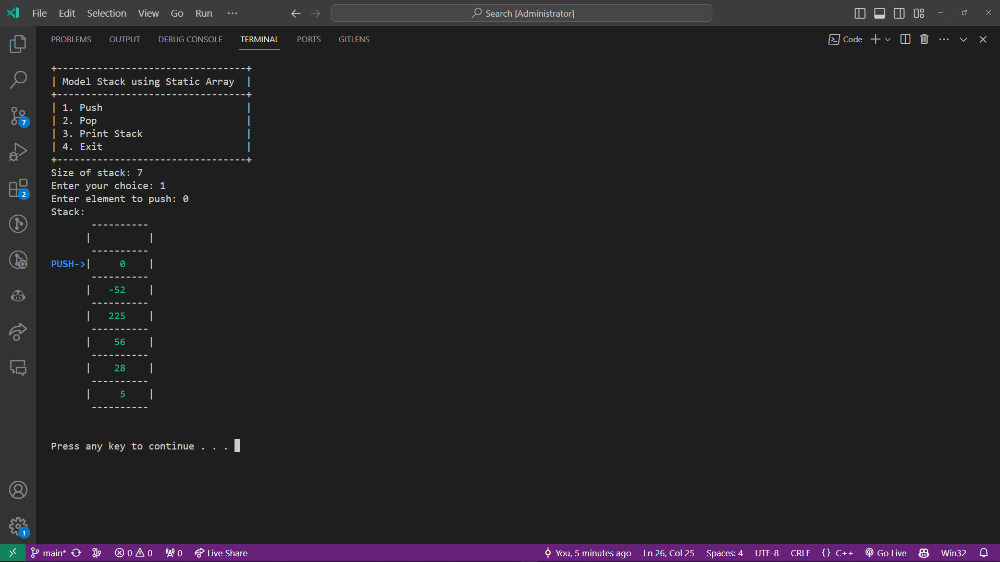 File Edit Selection View Go Run ···
Search [Administrator]
PROBLEMS OUTPUT DEBUG CONSOLE TERMINAL PORTS GITLENS
Code
+---------------------------------+
| Model Stack using Static Array  |
+---------------------------------+
| 1. Push                         |
| 2. Pop                          |
| 3. Print Stack                  |
| 4. Exit                         |
+---------------------------------+
Size of stack: 7
Enter your choice: 1
Enter element to push: 0
Stack:
       ----------
      |          |
       ----------
PUSH->|     0    |
       ----------
      |   -52    |
       ----------
      |   225    |
       ----------
      |    56    |
       ----------
      |    28    |
       ----------
      |     5    |
       ----------
Press any key to continue . . .
7
2
1
main* 0 0 0 Live Share You, 5 minutes ago Ln 26, Col 25 Spaces: 4 UTF-8 CRLF {} C++ Go Live Win32